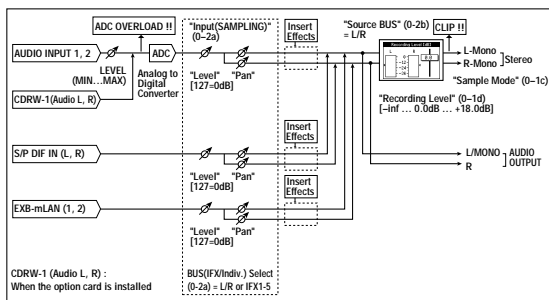 ADC OVERLOAD !!
"Input(SAMPLING)"
(0–2a)
Insert
Effects
"Source BUS" (0–2b)
= L/R
CLIP !!
AUDIO INPUT 1, 2
ADC
Recording Level [dB]
L-Mono
R-Mono
Stereo
LEVEL
(MIN...MAX)
Analog to
Digital
Converter
"Level"
[127=0dB]
"Pan"
"Sample Mode" (0–1c)
CDRW-1(Audio L, R)
"Recording Level" (0–1d)
[–inf ... 0.0dB ... +18.0dB]
Insert
Effects
S/P DIF IN (L, R)
L/MONO
R
AUDIO
OUTPUT
"Level"
[127=0dB]
"Pan"
Insert
Effects
EXB-mLAN (1, 2)
"Level"
[127=0dB]
"Pan"
CDRW-1 (Audio L, R) :
When the option card is installed
BUS(IFX/Indiv.) Select
(0-2a) = L/R or IFX1-5